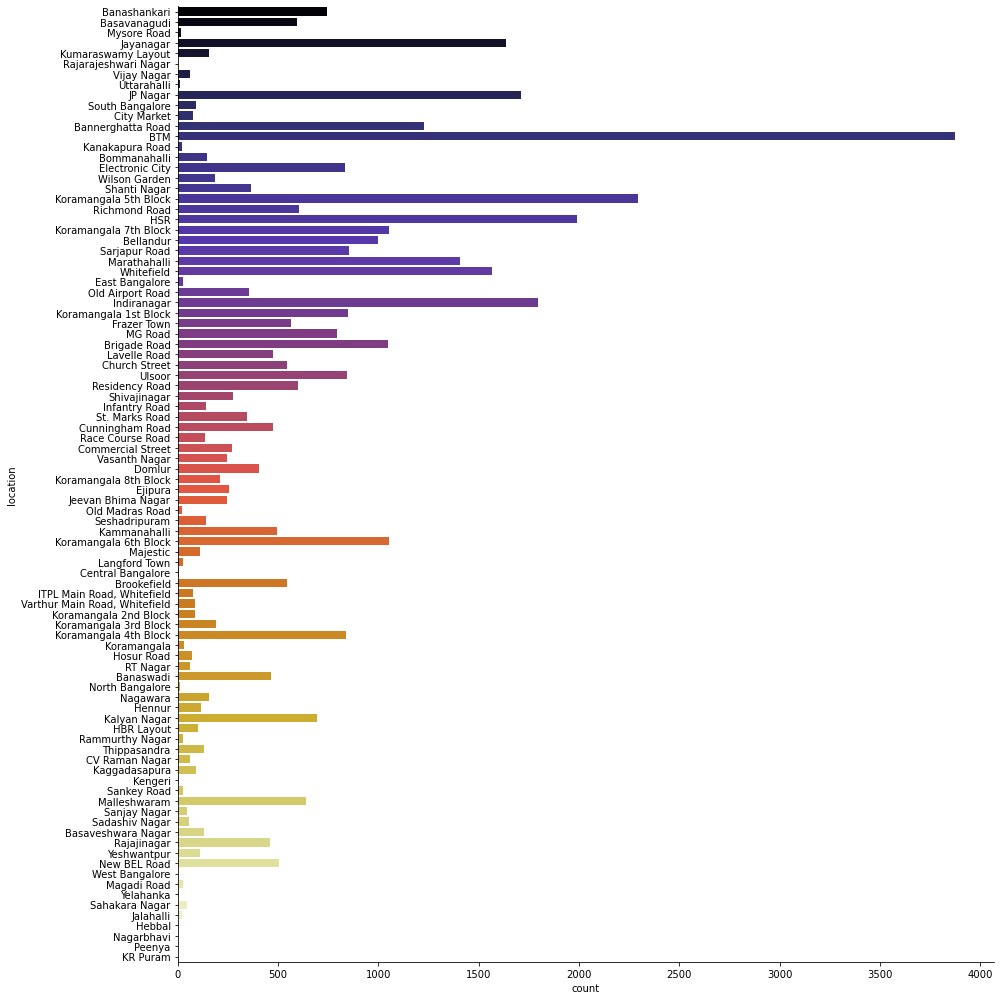 Banashankari
Basavanagudi
Mysore Road
Jayanagar
Kumaraswamy Layout
Rajarajeshwari Nagar
Vijay Nagar
Uttarahalli
JP Nagar
South Bangalore
City Market
Bannerghatta Road
BTM
Kanakapura Road
Bommanahalli
Electronic City
Wilson Garden
Shanti Nagar
Koramangala 5th Block
Richmond Road
HSR
Koramangala 7th Block
Bellandur
Sarjapur Road
Marathahalli
Whitefield
East Bangalore
Old Airport Road
Indiranagar
Koramangala 1st Block
Frazer Town
MG Road
Brigade Road
Lavelle Road
Church Street
Ulsoor
Residency Road
Shivajinagar
Infantry Road
St. Marks Road
Cunningham Road
Race Course Road
Commercial Street
Vasanth Nagar
Domlur
Koramangala 8th Block
Ejipura
Jeevan Bhima Nagar
Old Madras Road
Seshadripuram
Kammanahalli
Koramangala 6th Block
Majestic
Langford Town
Central Bangalore
Brookefield
ITPL Main Road, Whitefield
Varthur Main Road, Whitefield
Koramangala 2nd Block
Koramangala 3rd Block
Koramangala 4th Block
Koramangala
Hosur Road
RT Nagar
Banaswadi
North Bangalore
Nagawara
Hennur
Kalyan Nagar
HBR Layout
Rammurthy Nagar
Thippasandra
CV Raman Nagar
Kaggadasapura
Kengeri
Sankey Road
Malleshwaram
Sanjay Nagar
Sadashiv Nagar
Basaveshwara Nagar
Rajajinagar
Yeshwantpur
New BEL Road
West Bangalore
Magadi Road
Yelahanka
Sahakara Nagar
Jalahalli
Hebbal
Nagarbhavi
Peenya
KR Puram
location
0 500 1000 1500 2000 2500 3000 3500 4000
count